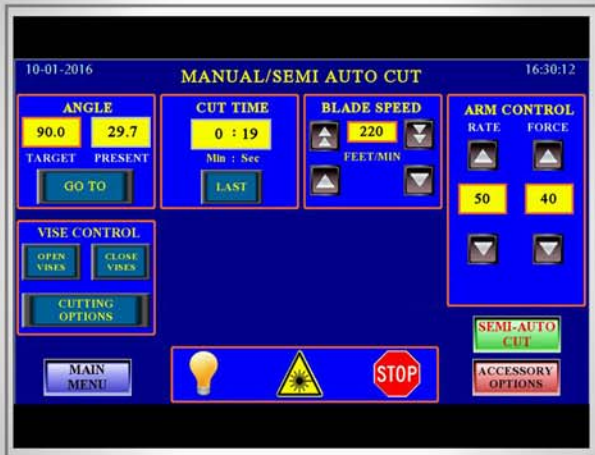 10-01-2016
MANUAL/SEMI AUTO CUT
16:30:12
ANGLE
90.0 29.7
TARGET PRESENT
GO TO
CUT TIME
0 : 19
Min : Sec
LAST
BLADE SPEED
220
FEET/MIN
ARM CONTROL
RATE FORCE
50 40
VISE CONTROL
OPEN VISES
CLOSE VISES
CUTTING
OPTIONS
MAIN
MENU
STOP
SEMI-AUTO
CUT
ACCESSORY
OPTIONS